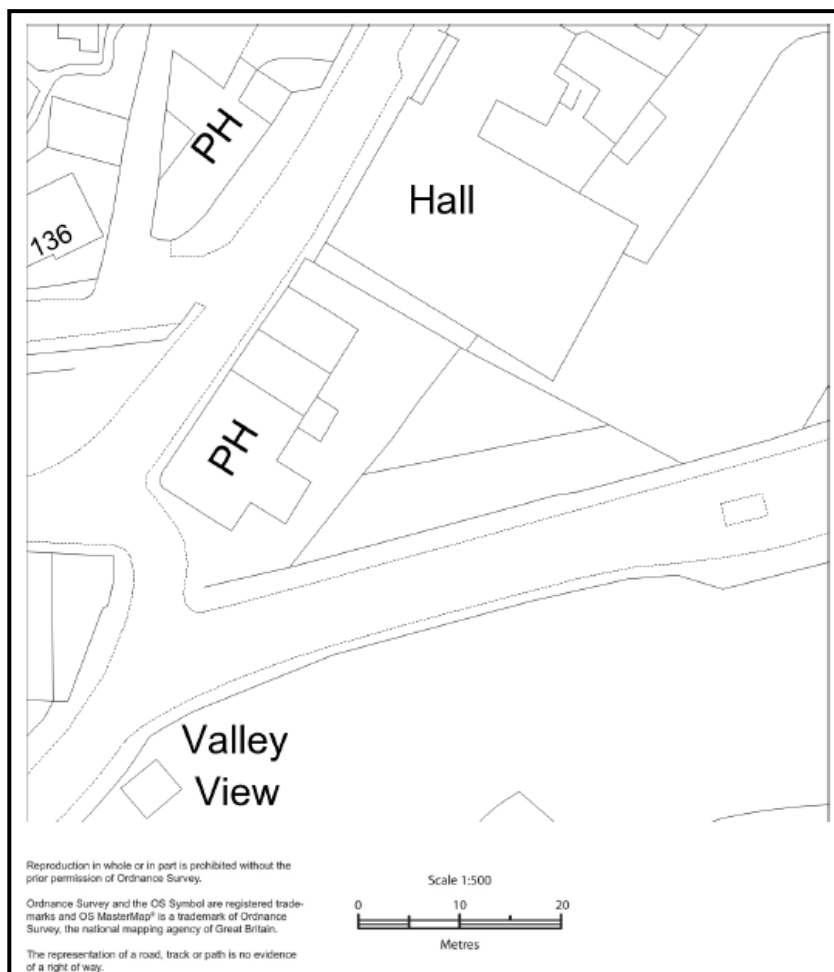 PH
Hall
136
PH
Valley
View
Reproduction in whole or in part is prohibited without the
prior permission of Ordnance Survey.
Ordnance Survey and the OS Symbol are registered trade-
marks and OS MasterMap® is a trademark of Ordnance
Survey, the national mapping agency of Great Britain.
The representation of a road, track or path is no evidence
of a right of way.
Scale 1:500
0 10 20
Metres